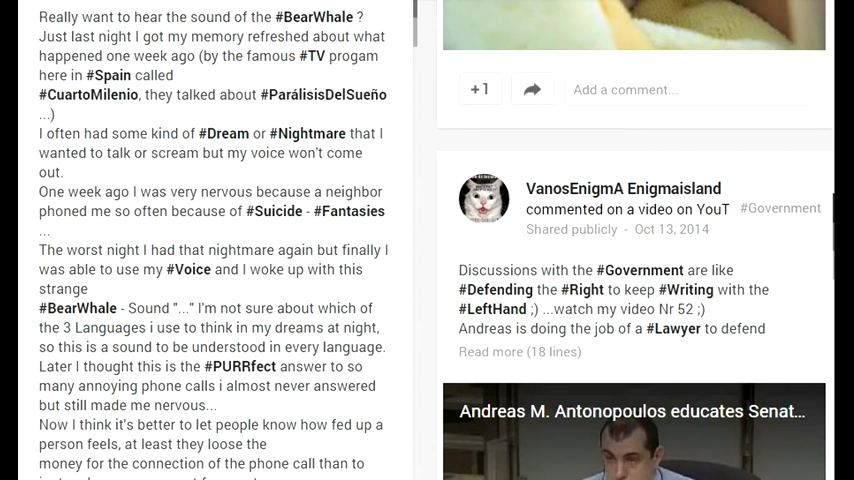 Really want to hear the sound of the #BearWhale ?
Just last night I got my memory refreshed about what
happened one week ago (by the famous #TV progam
here in #Spain called
#CuartoMilenio, they talked about #ParálisisDelSueño
...)
I often had some kind of #Dream or #Nightmare that I
wanted to talk or scream but my voice won't come
out.
One week ago I was very nervous because a neighbor
phoned me so often because of #Suicide - #Fantasies
...
The worst night I had that nightmare again but finally I
was able to use my #Voice and I woke up with this
strange
#BearWhale - Sound "..." I'm not sure about which of
the 3 Languages i use to think in my dreams at night,
so this is a sound to be understood in every language.
Later I thought this is the #PURRfect answer to so
many annoying phone calls i almost never answered
but still made me nervous...
Now I think it's better to let people know how fed up a
person feels, at least they loose the
money for the connection of the phone call than to
+1
Add a comment...
VanosEnigmA Enigmaisland
commented on a video on YouT #Government
Shared publicly - Oct 13, 2014
Discussions with the #Government are like
#Defending the #Right to keep #Writing with the
#LeftHand ;) ...watch my video Nr 52 ;)
Andreas is doing the job of a #Lawyer to defend
Read more (18 lines)
Andreas M. Antonopoulos educates Senat...